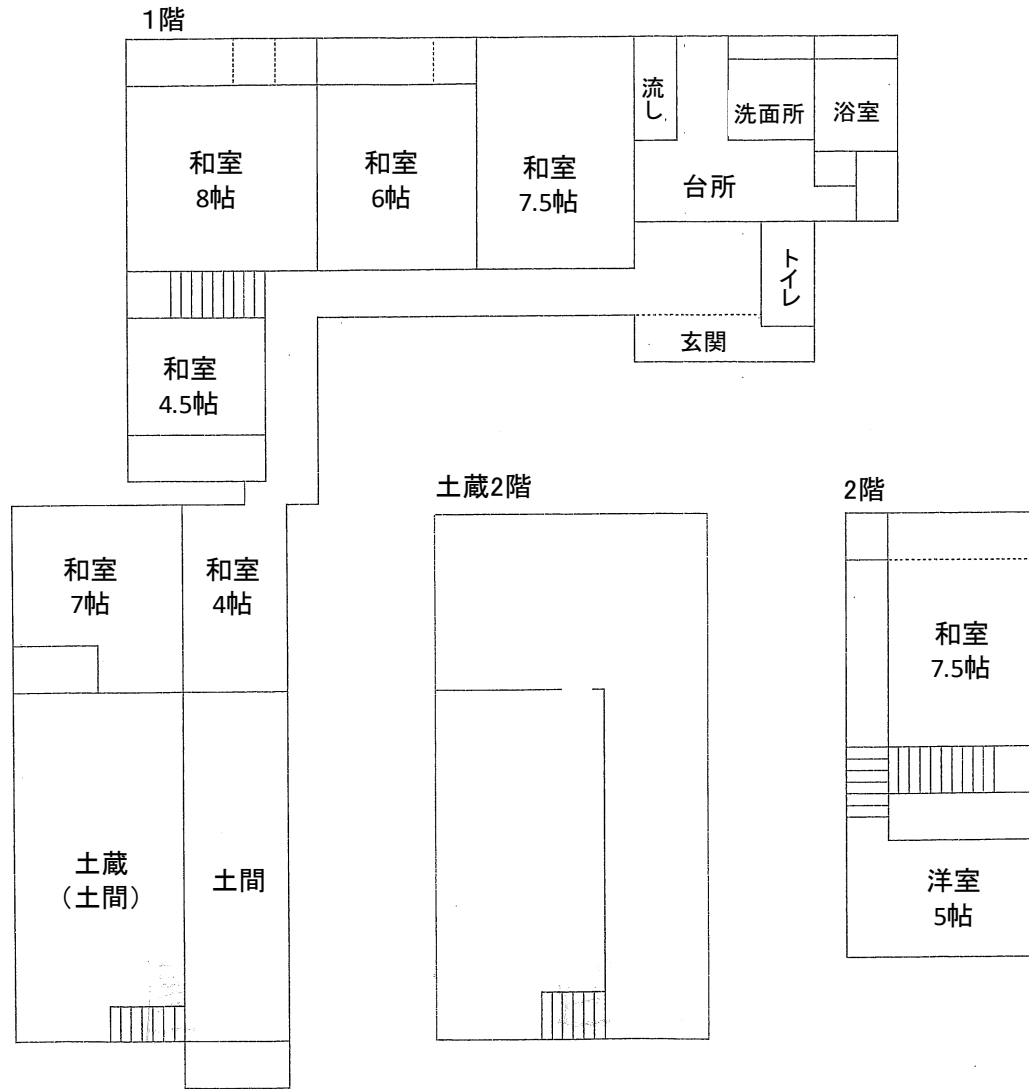 1階
和室
8帖
和室
6帖
和室
7.5帖
流し
洗面所
浴室
台所
トイレ
玄関
和室
4.5帖
和室
7帖
和室
4帖
土蔵
（土間）
土間
土蔵2階
2階
和室
7.5帖
洋室
5帖